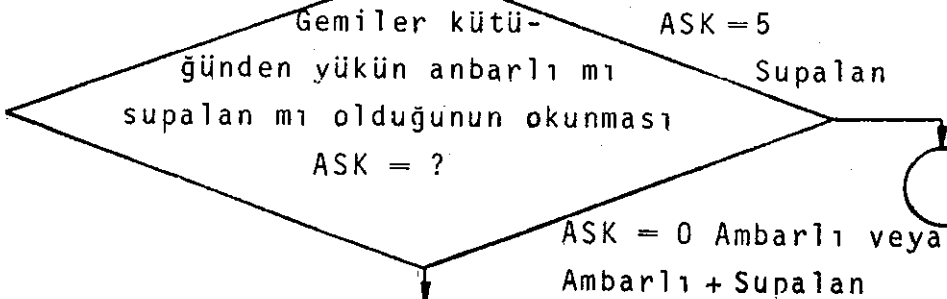 Gemiler kütü-
ğünden yükün anbarlı mı
supalan mı olduğunun okunması
ASK = ?
ASK = 5
Supalan
ASK = 0 Ambarlı veya
Ambarlı + Supalan